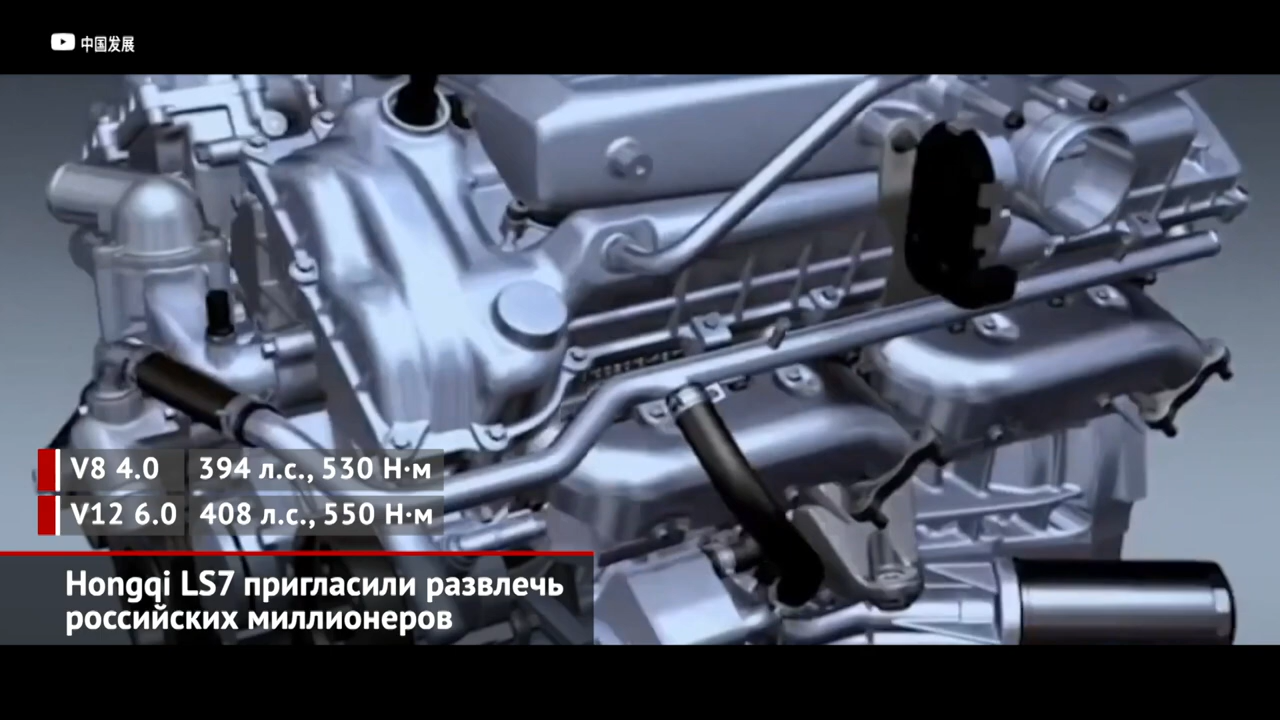 中国发展
V8 4.0 394 л.с., 530 Н·м
V12 6.0 408 л.с., 550 Н·м
Hongqi LS7 пригласили развлечь
российских миллионеров